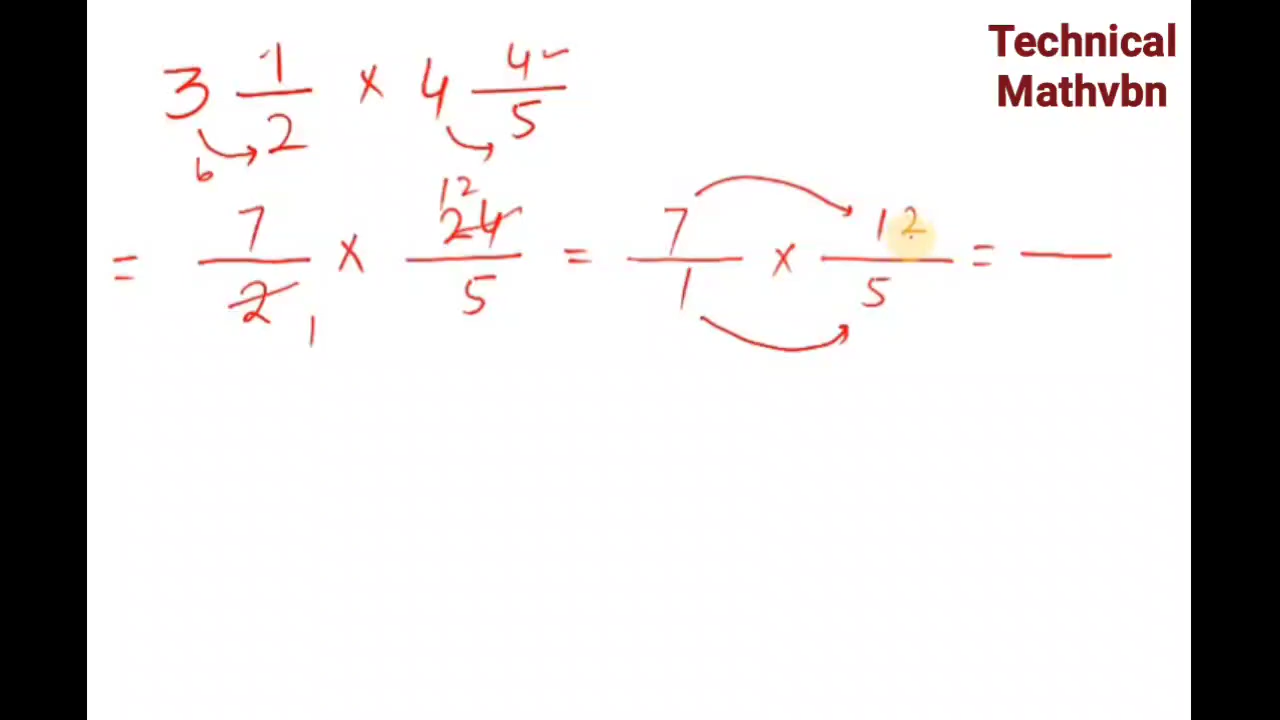 Technical
Mathvbn
3 1/2 × 4 4/5
6
12
= 7/2 × 24/5 = 7/1 × 12/5 =
1